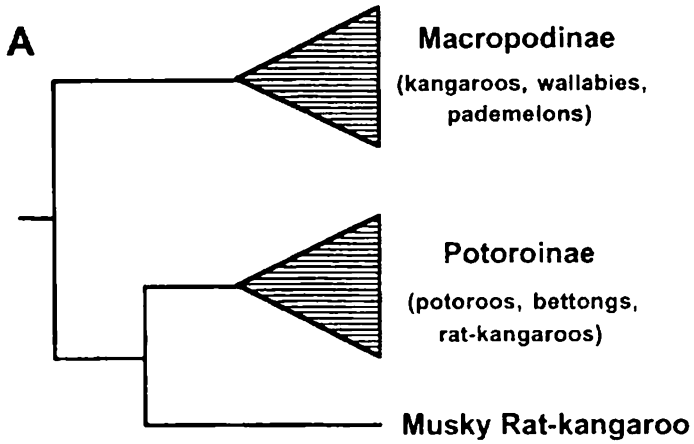 A
Macropodinae
(kangaroos, wallabies,
pademelons)
Potoroinae
(potoroos, bettongs,
rat-kangaroos)
Musky Rat-kangaroo